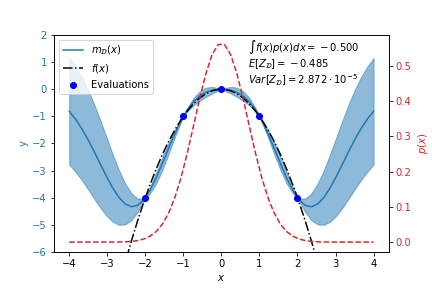 m_𝒟(x)
f(x)
Evaluations
∫f(x)p(x)dx = −0.500
E[Z_𝒟] = −0.485
Var[Z_𝒟] = 2.872 · 10⁻⁵
2
1
0
−1
−2
−3
−4
−5
−6
y
0.5
0.4
0.3
0.2
0.1
0.0
p(x)
−4 −3 −2 −1 0 1 2 3 4
x